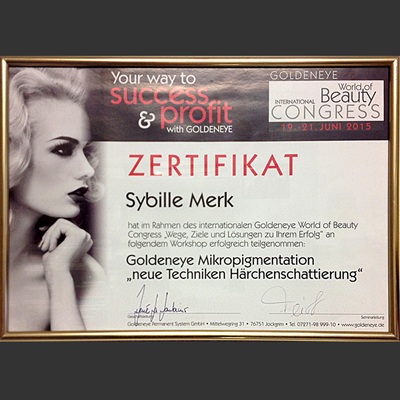 Your way to
success
& profit
with GOLDENEYE
GOLDENEYE
World of
INTERNATIONAL Beauty
CONGRESS
19.-21. JUNI 2015
ZERTIFIKAT
Sybille Merk
hat im Rahmen des internationalen Goldeneye World of Beauty
Congress „Wege, Ziele und Lösungen zu Ihrem Erfolg" an
folgendem Workshop erfolgreich teilgenommen:
Goldeneye Mikropigmentation
„neue Techniken Härchenschattierung"
Geschäftsleitung
Seminarleitung
Goldeneye Permanent System GmbH • Mittelwegring 31 • 76751 Jockgrim • Tel. 07271-98 999-10 • www.goldeneye.de